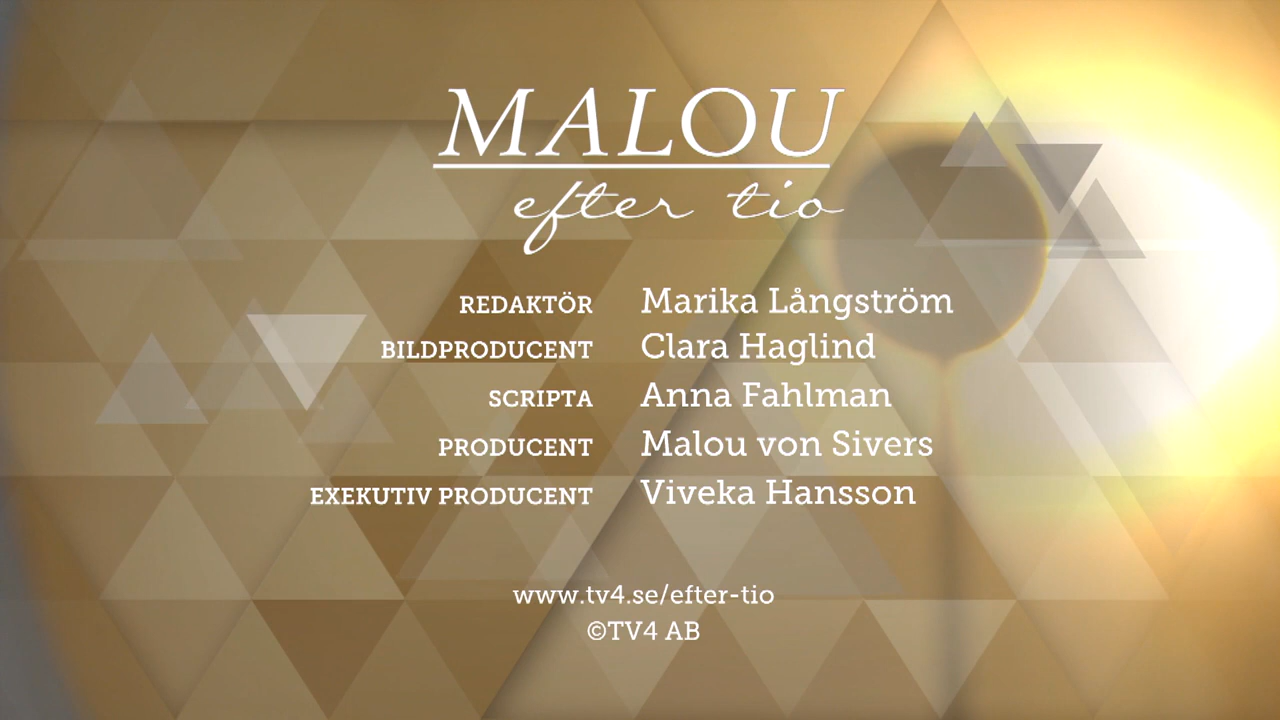 MALOU
efter tio
REDAKTÖR Marika Långström
BILDPRODUCENT Clara Haglind
SCRIPTA Anna Fahlman
PRODUCENT Malou von Sivers
EXEKUTIV PRODUCENT Viveka Hansson
www.tv4.se/efter-tio
©TV4 AB